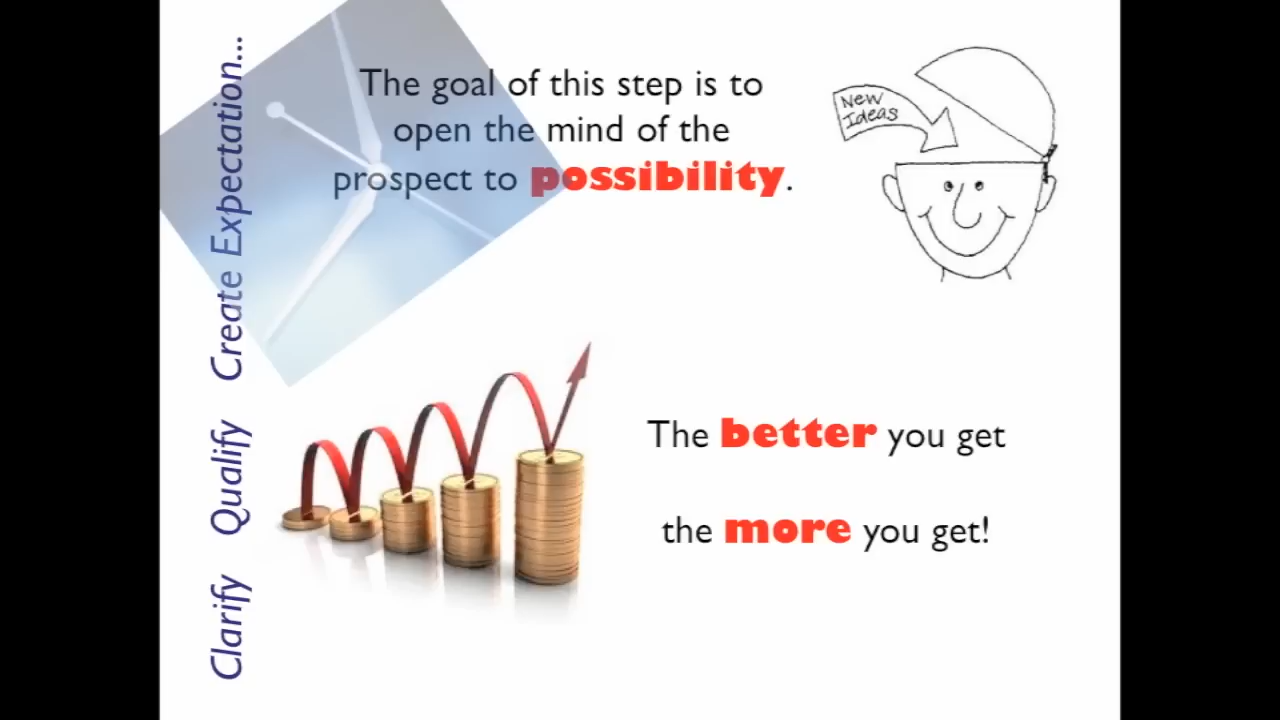 Clarify Qualify Create Expectation...
The goal of this step is to
open the mind of the
prospect to possibility.
New
Ideas
The better you get
the more you get!